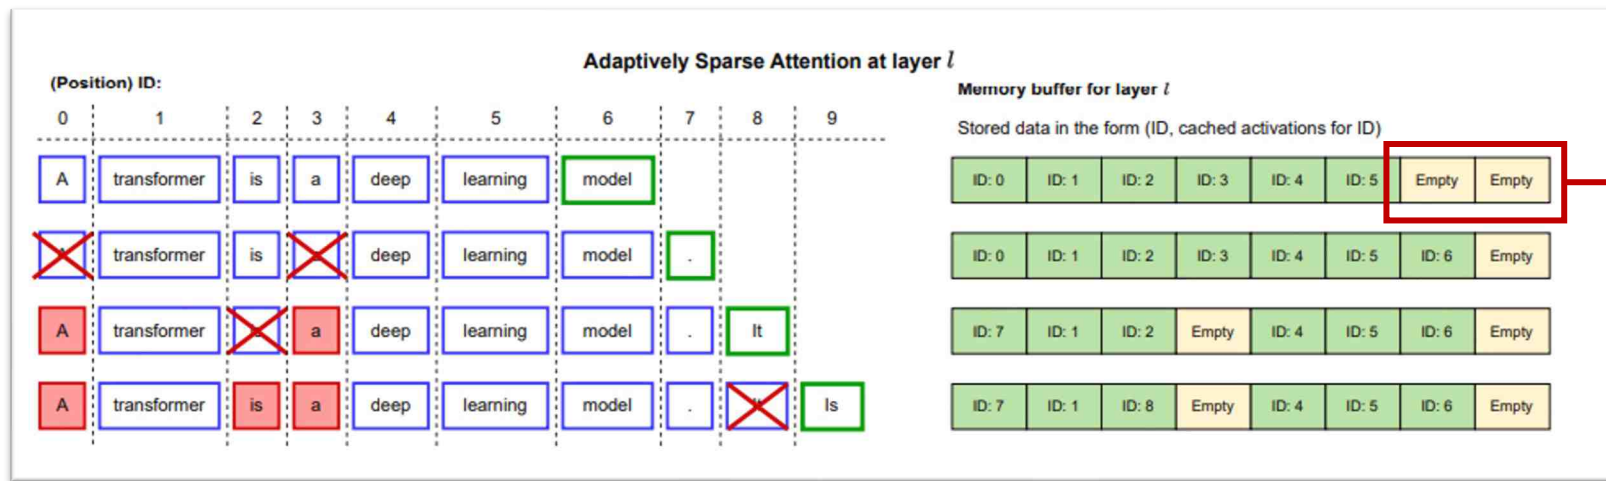 Adaptively Sparse Attention at layer l
(Position) ID:
0 1 2 3 4 5 6 7 8 9
A transformer is a deep learning model
transformer is deep learning model .
A transformer a deep learning model . It
A transformer is a deep learning model . Is
Memory buffer for layer l
Stored data in the form (ID, cached activations for ID)
ID: 0 ID: 1 ID: 2 ID: 3 ID: 4 ID: 5 Empty Empty
ID: 0 ID: 1 ID: 2 ID: 3 ID: 4 ID: 5 ID: 6 Empty
ID: 7 ID: 1 ID: 2 Empty ID: 4 ID: 5 ID: 6 Empty
ID: 7 ID: 1 ID: 8 Empty ID: 4 ID: 5 ID: 6 Empty